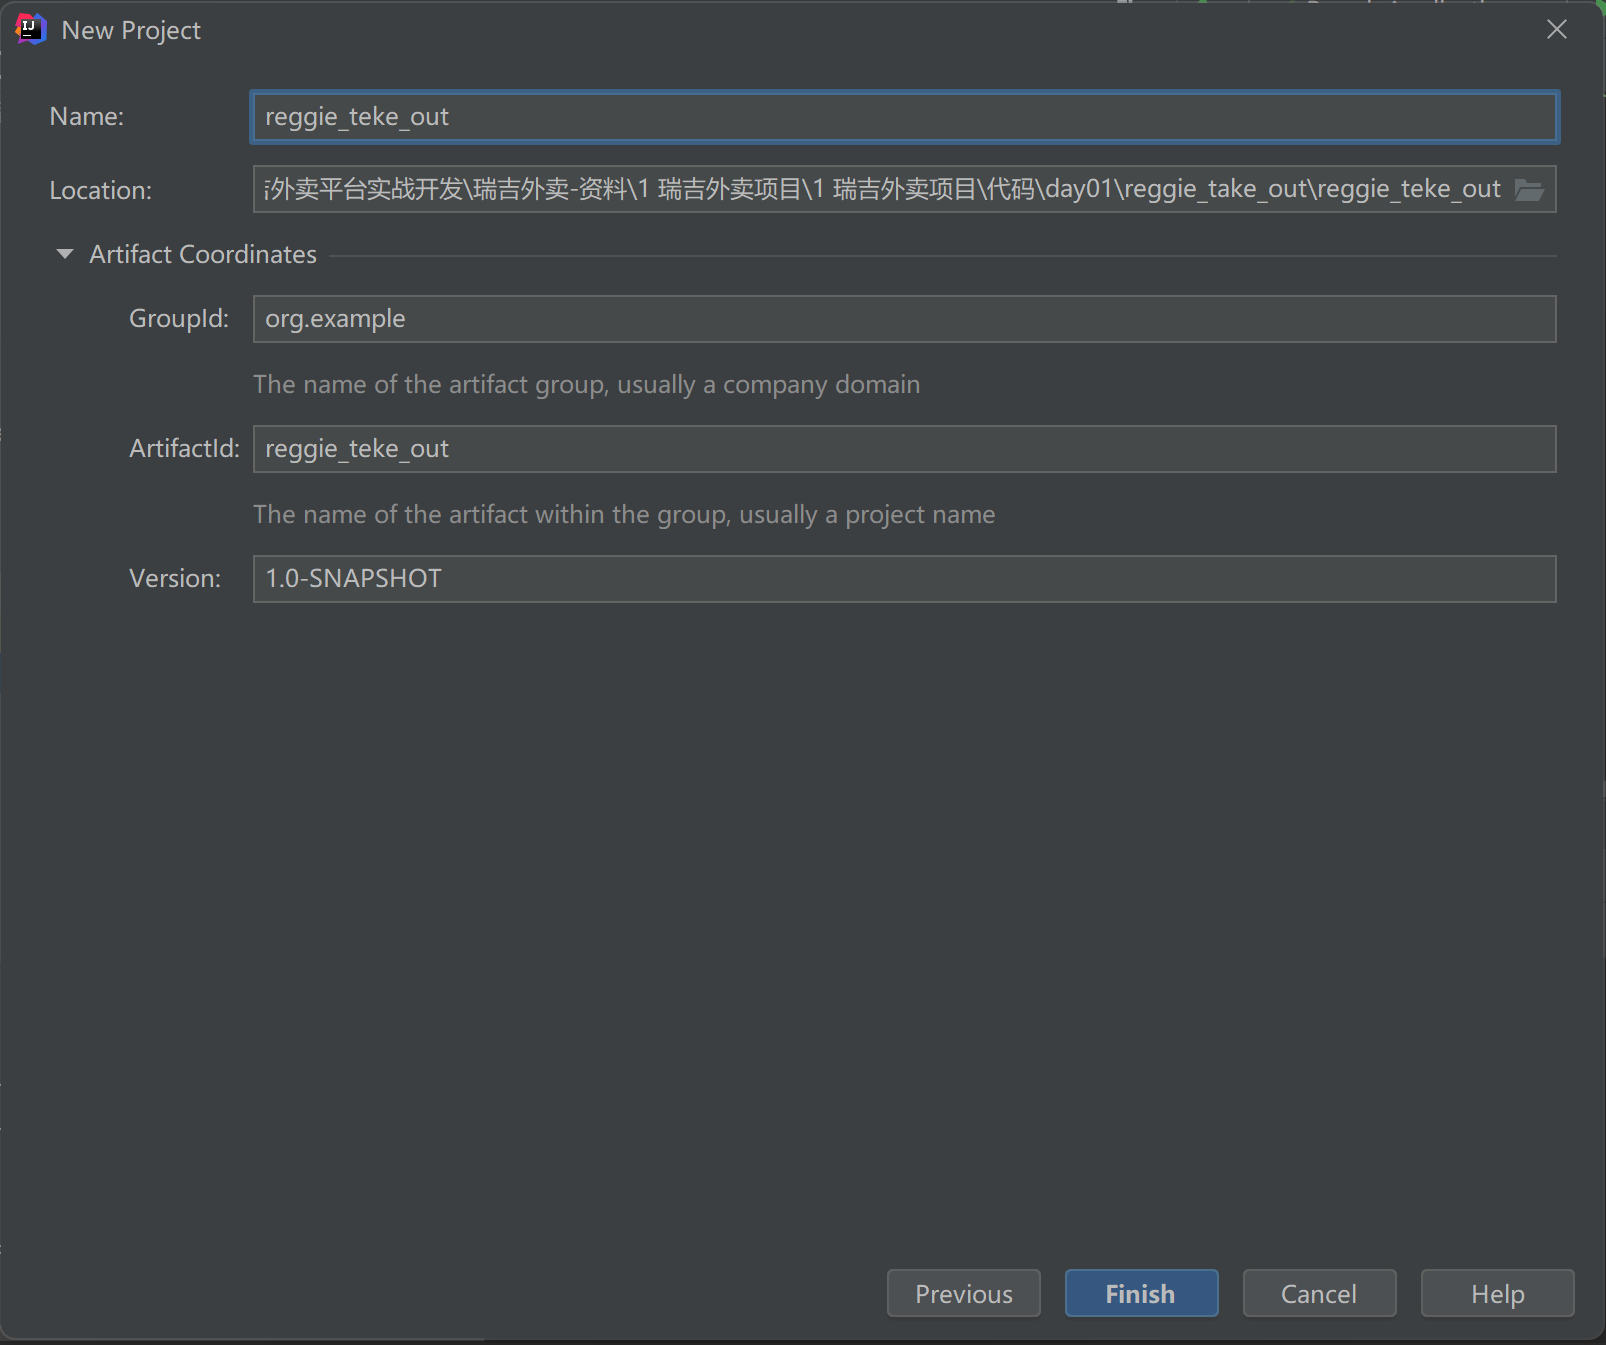 New Project
Name: reggie_teke_out
Location: 外卖平台实战开发\瑞吉外卖-资料\1 瑞吉外卖项目\1 瑞吉外卖项目\代码\day01\reggie_take_out\reggie_teke_out
Artifact Coordinates
GroupId: org.example
The name of the artifact group, usually a company domain
ArtifactId: reggie_teke_out
The name of the artifact within the group, usually a project name
Version: 1.0-SNAPSHOT
Previous Finish Cancel Help